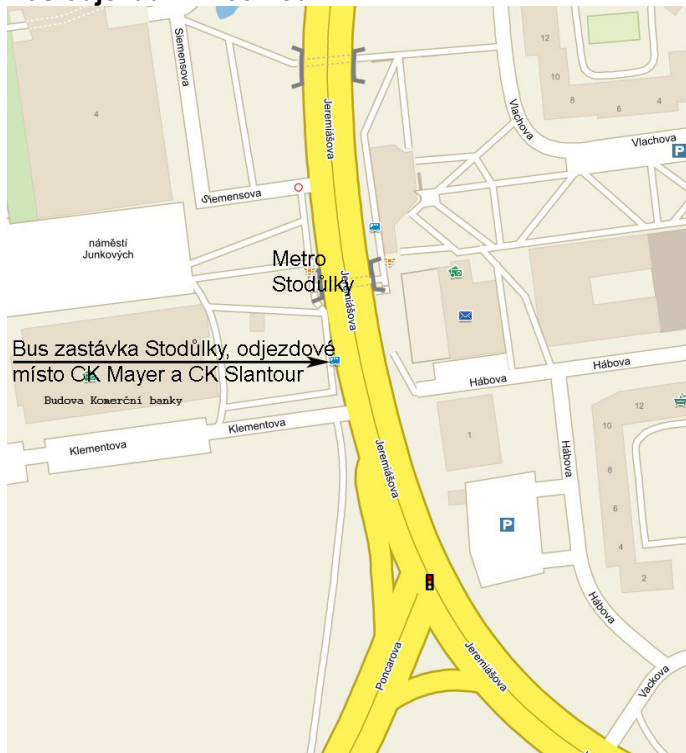 Siemensova
4
Jeremiášova
12
10
8
6
4
Vlachova
Vlachova
P
Siemensova
náměstí
Junkových
Metro
Stodůlky
Jeremiášova
Bus zastávka Stodůlky, odjezdové
místo CK Mayer a CK Slantour
Budova Komerční banky
Hábova
Hábova
Klementova
Klementova
Jeremiášova
1
Hábova
12
10
8
6
4
2
P
Hábova
Poncarova
Jeremiášova
Vackova